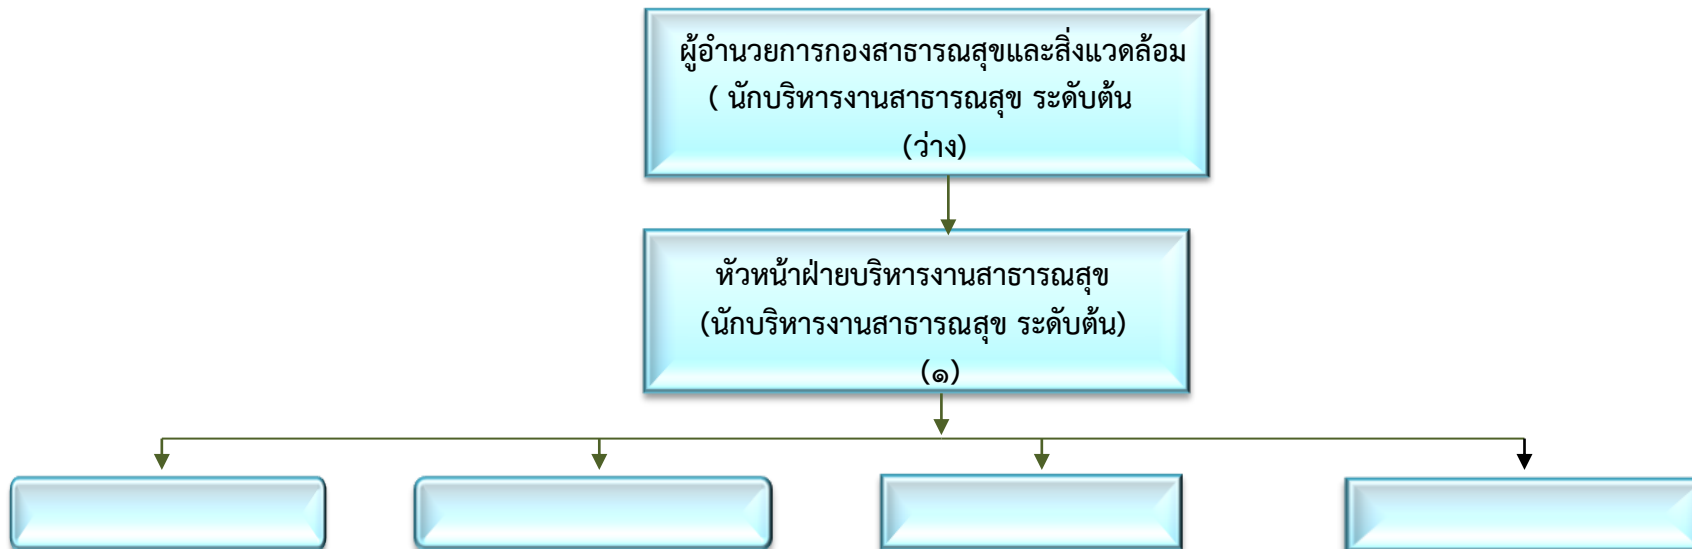 ผู้อำนวยการกองสาธารณสุขและสิ่งแวดล้อม
( นักบริหารงานสาธารณสุข ระดับต้น
(ว่าง)
หัวหน้าฝ่ายบริหารงานสาธารณสุข
(นักบริหารงานสาธารณสุข ระดับต้น)
(๑)